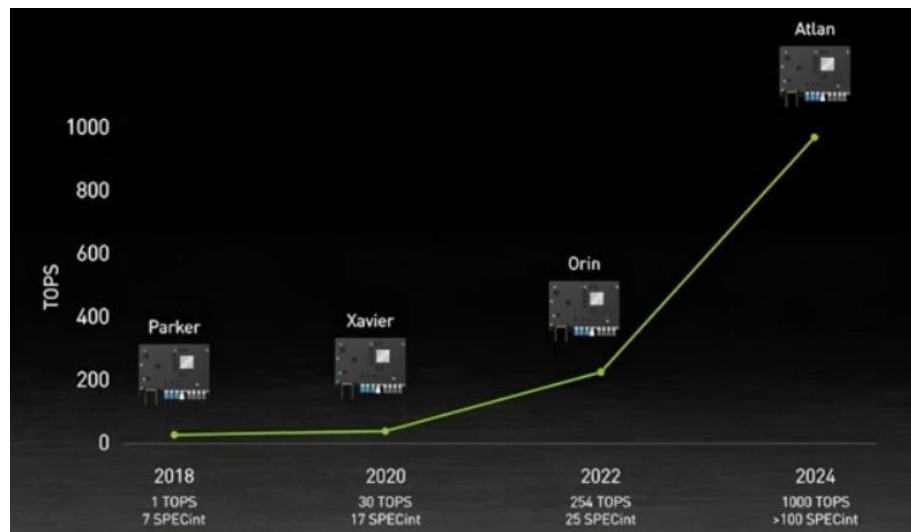 Atlan
1000
800
600
400
200
0
TOPS
Orin
Xavier
Parker
2018
2020
2022
2024
1 TOPS
30 TOPS
254 TOPS
1000 TOPS
7 SPECint
17 SPECint
25 SPECint
>100 SPECint